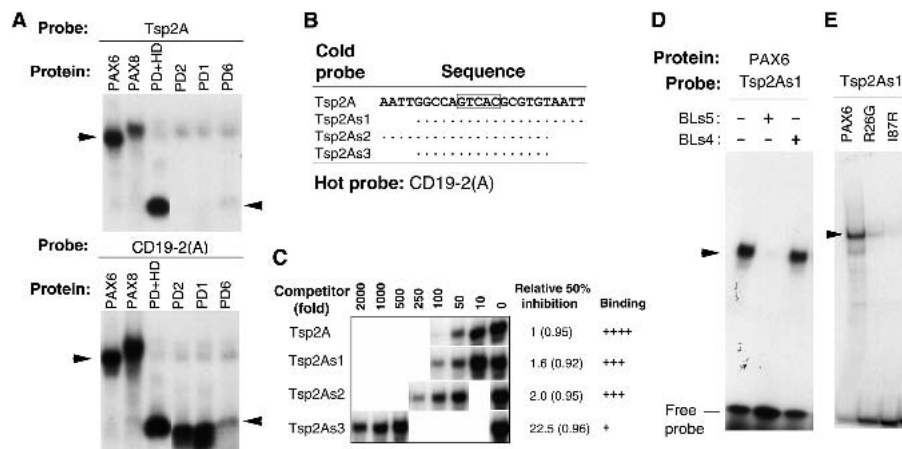 A
Probe: Tsp2A
Protein: PAX6 PAX8 PD+HD PD2 PD1 PD6
Probe: CD19-2(A)
Protein: PAX6 PAX8 PD+HD PD2 PD1 PD6
B
Cold probe Sequence
Tsp2A AATTGGCCAGTCACGCGTGTAATT
Tsp2As1 ....................
Tsp2As2 ....................
Tsp2As3 ................
Hot probe: CD19-2(A)
C
Competitor (fold) 2000 1000 500 250 100 50 10 0 Relative 50% inhibition Binding
Tsp2A 1 (0.95) ++++
Tsp2As1 1.6 (0.92) +++
Tsp2As2 2.0 (0.95) +++
Tsp2As3 22.5 (0.96) +
D
Protein: PAX6
Probe: Tsp2As1
BLs5: - + -
BLs4: - - +
Free probe
E
Tsp2As1
PAX6 R26G I87R